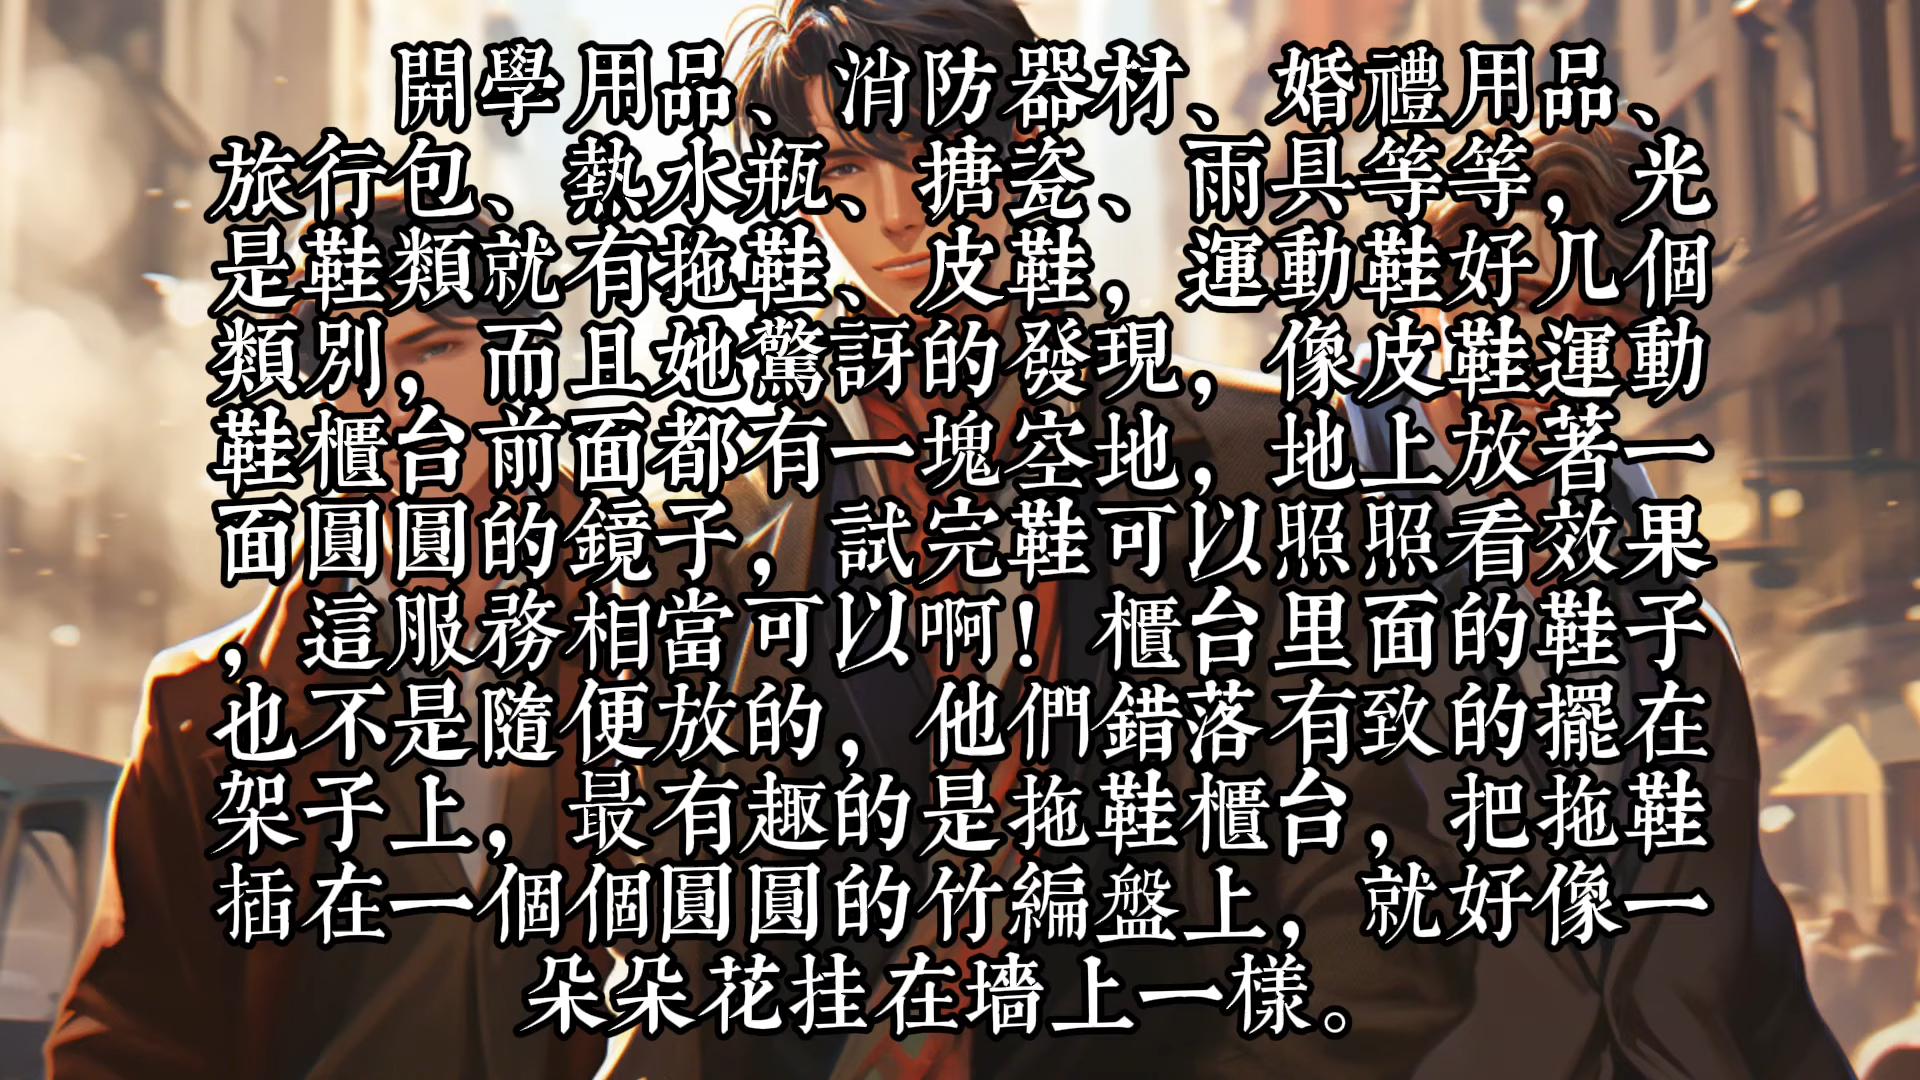 開學用品、消防器材、婚禮用品、
旅行包、熱水瓶、搪瓷、雨具等等，光
是鞋類就有拖鞋、皮鞋，運動鞋好几個
類別，而且她驚訝的發現，像皮鞋運動
鞋櫃台前面都有一塊空地，地上放著一
面圓圓的鏡子，試完鞋可以照照看效果
，這服務相當可以啊！櫃台里面的鞋子
也不是隨便放的，他們錯落有致的擺在
架子上，最有趣的是拖鞋櫃台，把拖鞋
插在一個個圓圓的竹編盤上，就好像一
朵朵花挂在墻上一樣。